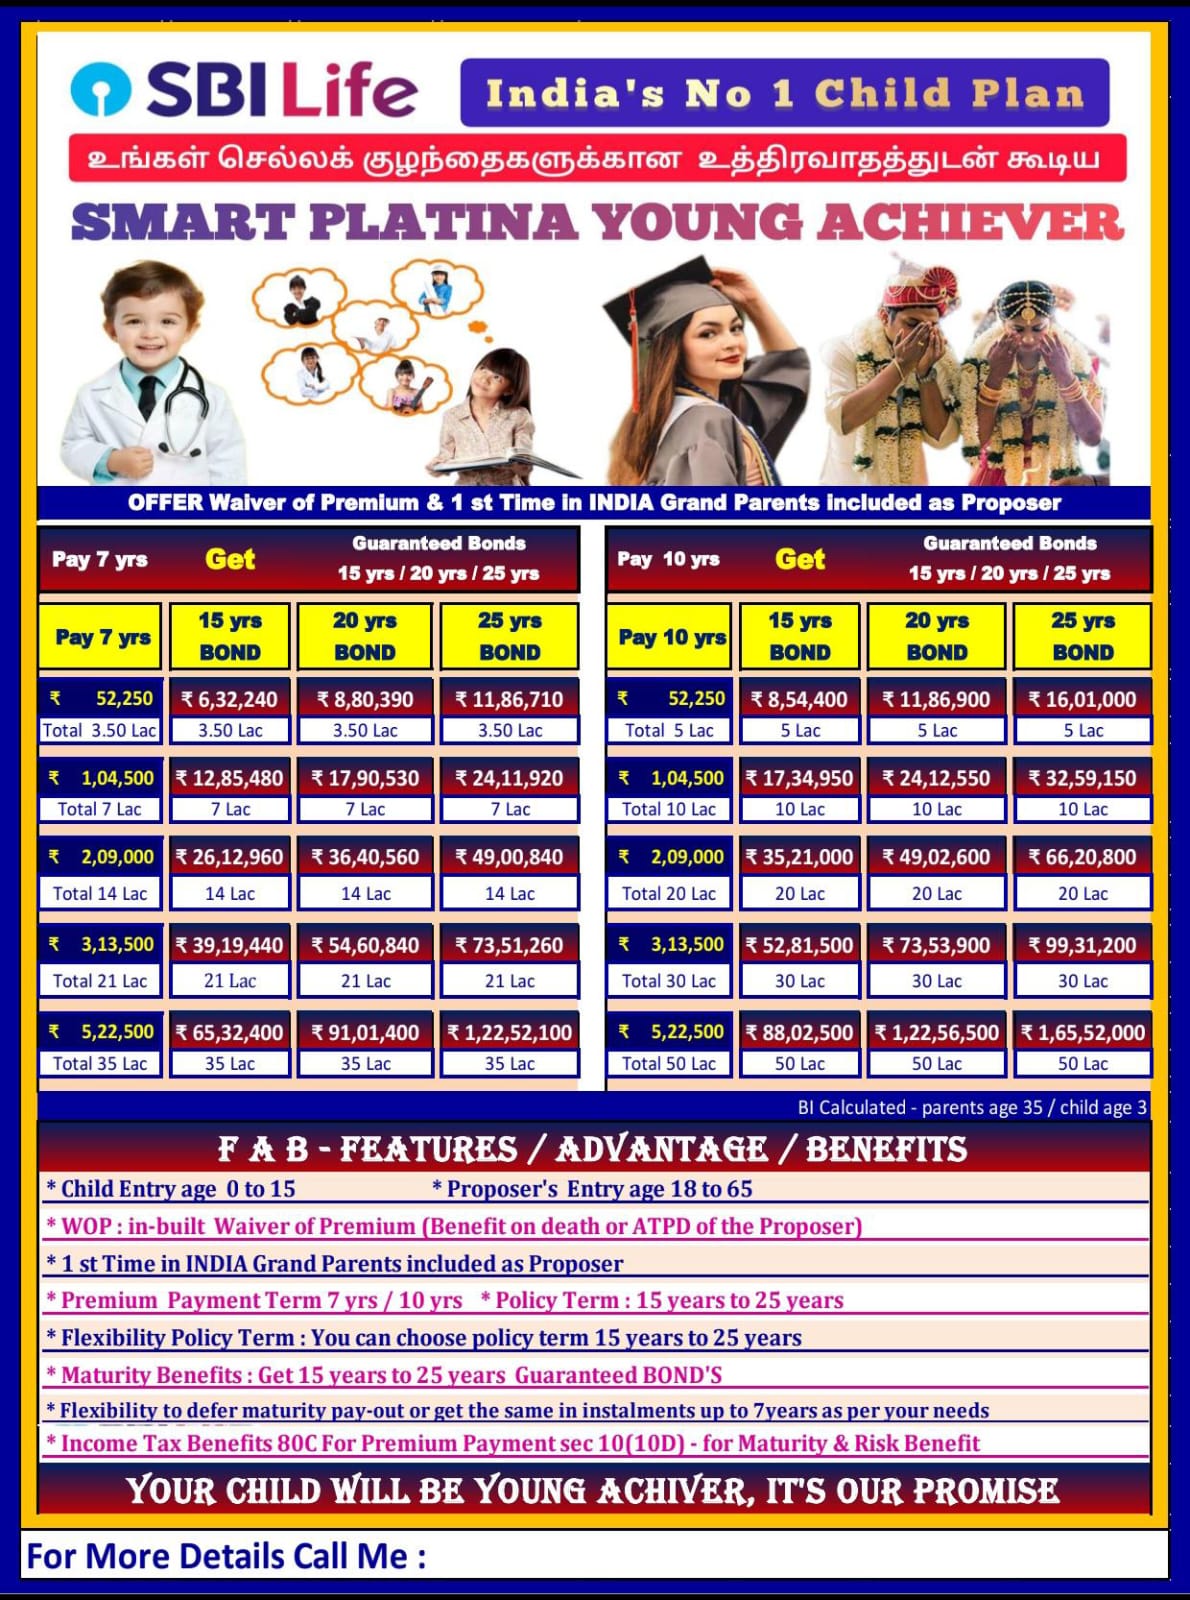 SBI Life
India's No 1 Child Plan
உங்கள் செல்லக் குழந்தைகளுக்கான உத்திரவாதத்துடன் கூடிய
SMART PLATINA YOUNG ACHIEVER
OFFER Waiver of Premium & 1 st Time in INDIA Grand Parents included as Proposer
Pay 7 yrs Get Guaranteed Bonds
15 yrs / 20 yrs / 25 yrs
Pay 7 yrs 15 yrs BOND 20 yrs BOND 25 yrs BOND
₹ 52,250 ₹ 6,32,240 ₹ 8,80,390 ₹ 11,86,710
Total 3.50 Lac 3.50 Lac 3.50 Lac 3.50 Lac
₹ 1,04,500 ₹ 12,85,480 ₹ 17,90,530 ₹ 24,11,920
Total 7 Lac 7 Lac 7 Lac 7 Lac
₹ 2,09,000 ₹ 26,12,960 ₹ 36,40,560 ₹ 49,00,840
Total 14 Lac 14 Lac 14 Lac 14 Lac
₹ 3,13,500 ₹ 39,19,440 ₹ 54,60,840 ₹ 73,51,260
Total 21 Lac 21 Lac 21 Lac 21 Lac
₹ 5,22,500 ₹ 65,32,400 ₹ 91,01,400 ₹ 1,22,52,100
Total 35 Lac 35 Lac 35 Lac 35 Lac
Pay 10 yrs Get Guaranteed Bonds
15 yrs / 20 yrs / 25 yrs
Pay 10 yrs 15 yrs BOND 20 yrs BOND 25 yrs BOND
₹ 52,250 ₹ 8,54,400 ₹ 11,86,900 ₹ 16,01,000
Total 5 Lac 5 Lac 5 Lac 5 Lac
₹ 1,04,500 ₹ 17,34,950 ₹ 24,12,550 ₹ 32,59,150
Total 10 Lac 10 Lac 10 Lac 10 Lac
₹ 2,09,000 ₹ 35,21,000 ₹ 49,02,600 ₹ 66,20,800
Total 20 Lac 20 Lac 20 Lac 20 Lac
₹ 3,13,500 ₹ 52,81,500 ₹ 73,53,900 ₹ 99,31,200
Total 30 Lac 30 Lac 30 Lac 30 Lac
₹ 5,22,500 ₹ 88,02,500 ₹ 1,22,56,500 ₹ 1,65,52,000
Total 50 Lac 50 Lac 50 Lac 50 Lac
BI Calculated - parents age 35 / child age 3
F A B - FEATURES / ADVANTAGE / BENEFITS
* Child Entry age 0 to 15 * Proposer's Entry age 18 to 65
* WOP : in-built Waiver of Premium (Benefit on death or ATPD of the Proposer)
* 1 st Time in INDIA Grand Parents included as Proposer
* Premium Payment Term 7 yrs / 10 yrs * Policy Term : 15 years to 25 years
* Flexibility Policy Term : You can choose policy term 15 years to 25 years
* Maturity Benefits : Get 15 years to 25 years Guaranteed BOND'S
* Flexibility to defer maturity pay-out or get the same in instalments up to 7years as per your needs
* Income Tax Benefits 80C For Premium Payment sec 10(10D) - for Maturity & Risk Benefit
YOUR CHILD WILL BE YOUNG ACHIVER, IT'S OUR PROMISE
For More Details Call Me :